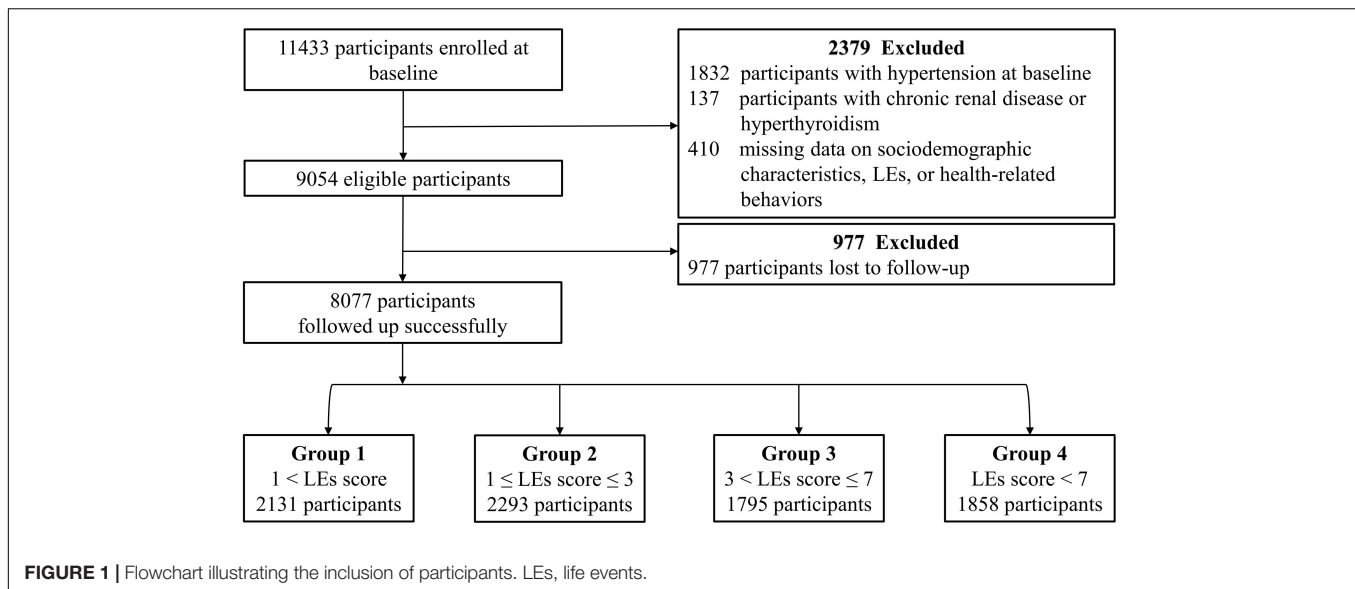 11433 participants enrolled at
baseline
2379 Excluded
1832 participants with hypertension at baseline
137 participants with chronic renal disease or
hyperthyroidism
410 missing data on sociodemographic
characteristics, LEs, or health-related
behaviors
9054 eligible participants
977 Excluded
977 participants lost to follow-up
8077 participants
followed up successfully
Group 1
1 < LEs score
2131 participants
Group 2
1 ≤ LEs score ≤ 3
2293 participants
Group 3
3 < LEs score ≤ 7
1795 participants
Group 4
LEs score < 7
1858 participants
FIGURE 1 | Flowchart illustrating the inclusion of participants. LEs, life events.